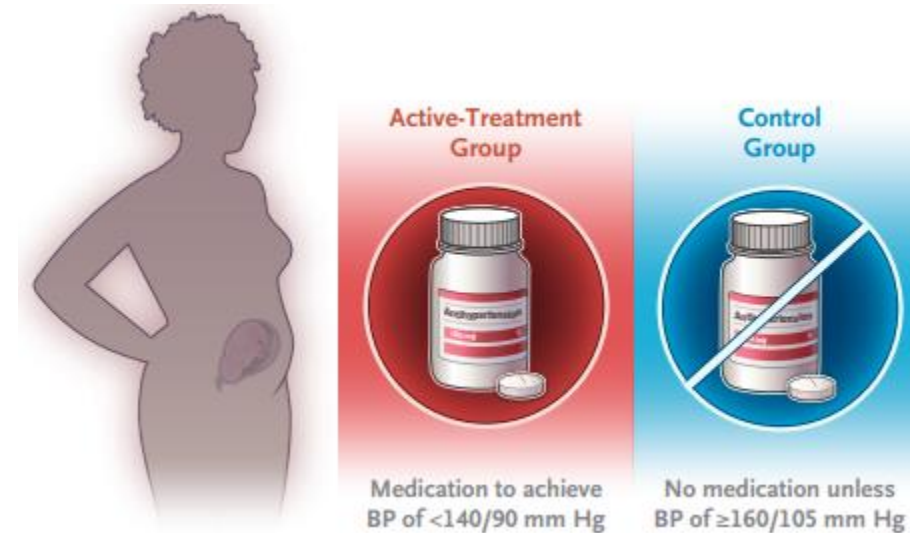 Active-Treatment
Group
Control
Group
Medication to achieve
BP of <140/90 mm Hg
No medication unless
BP of ≥160/105 mm Hg